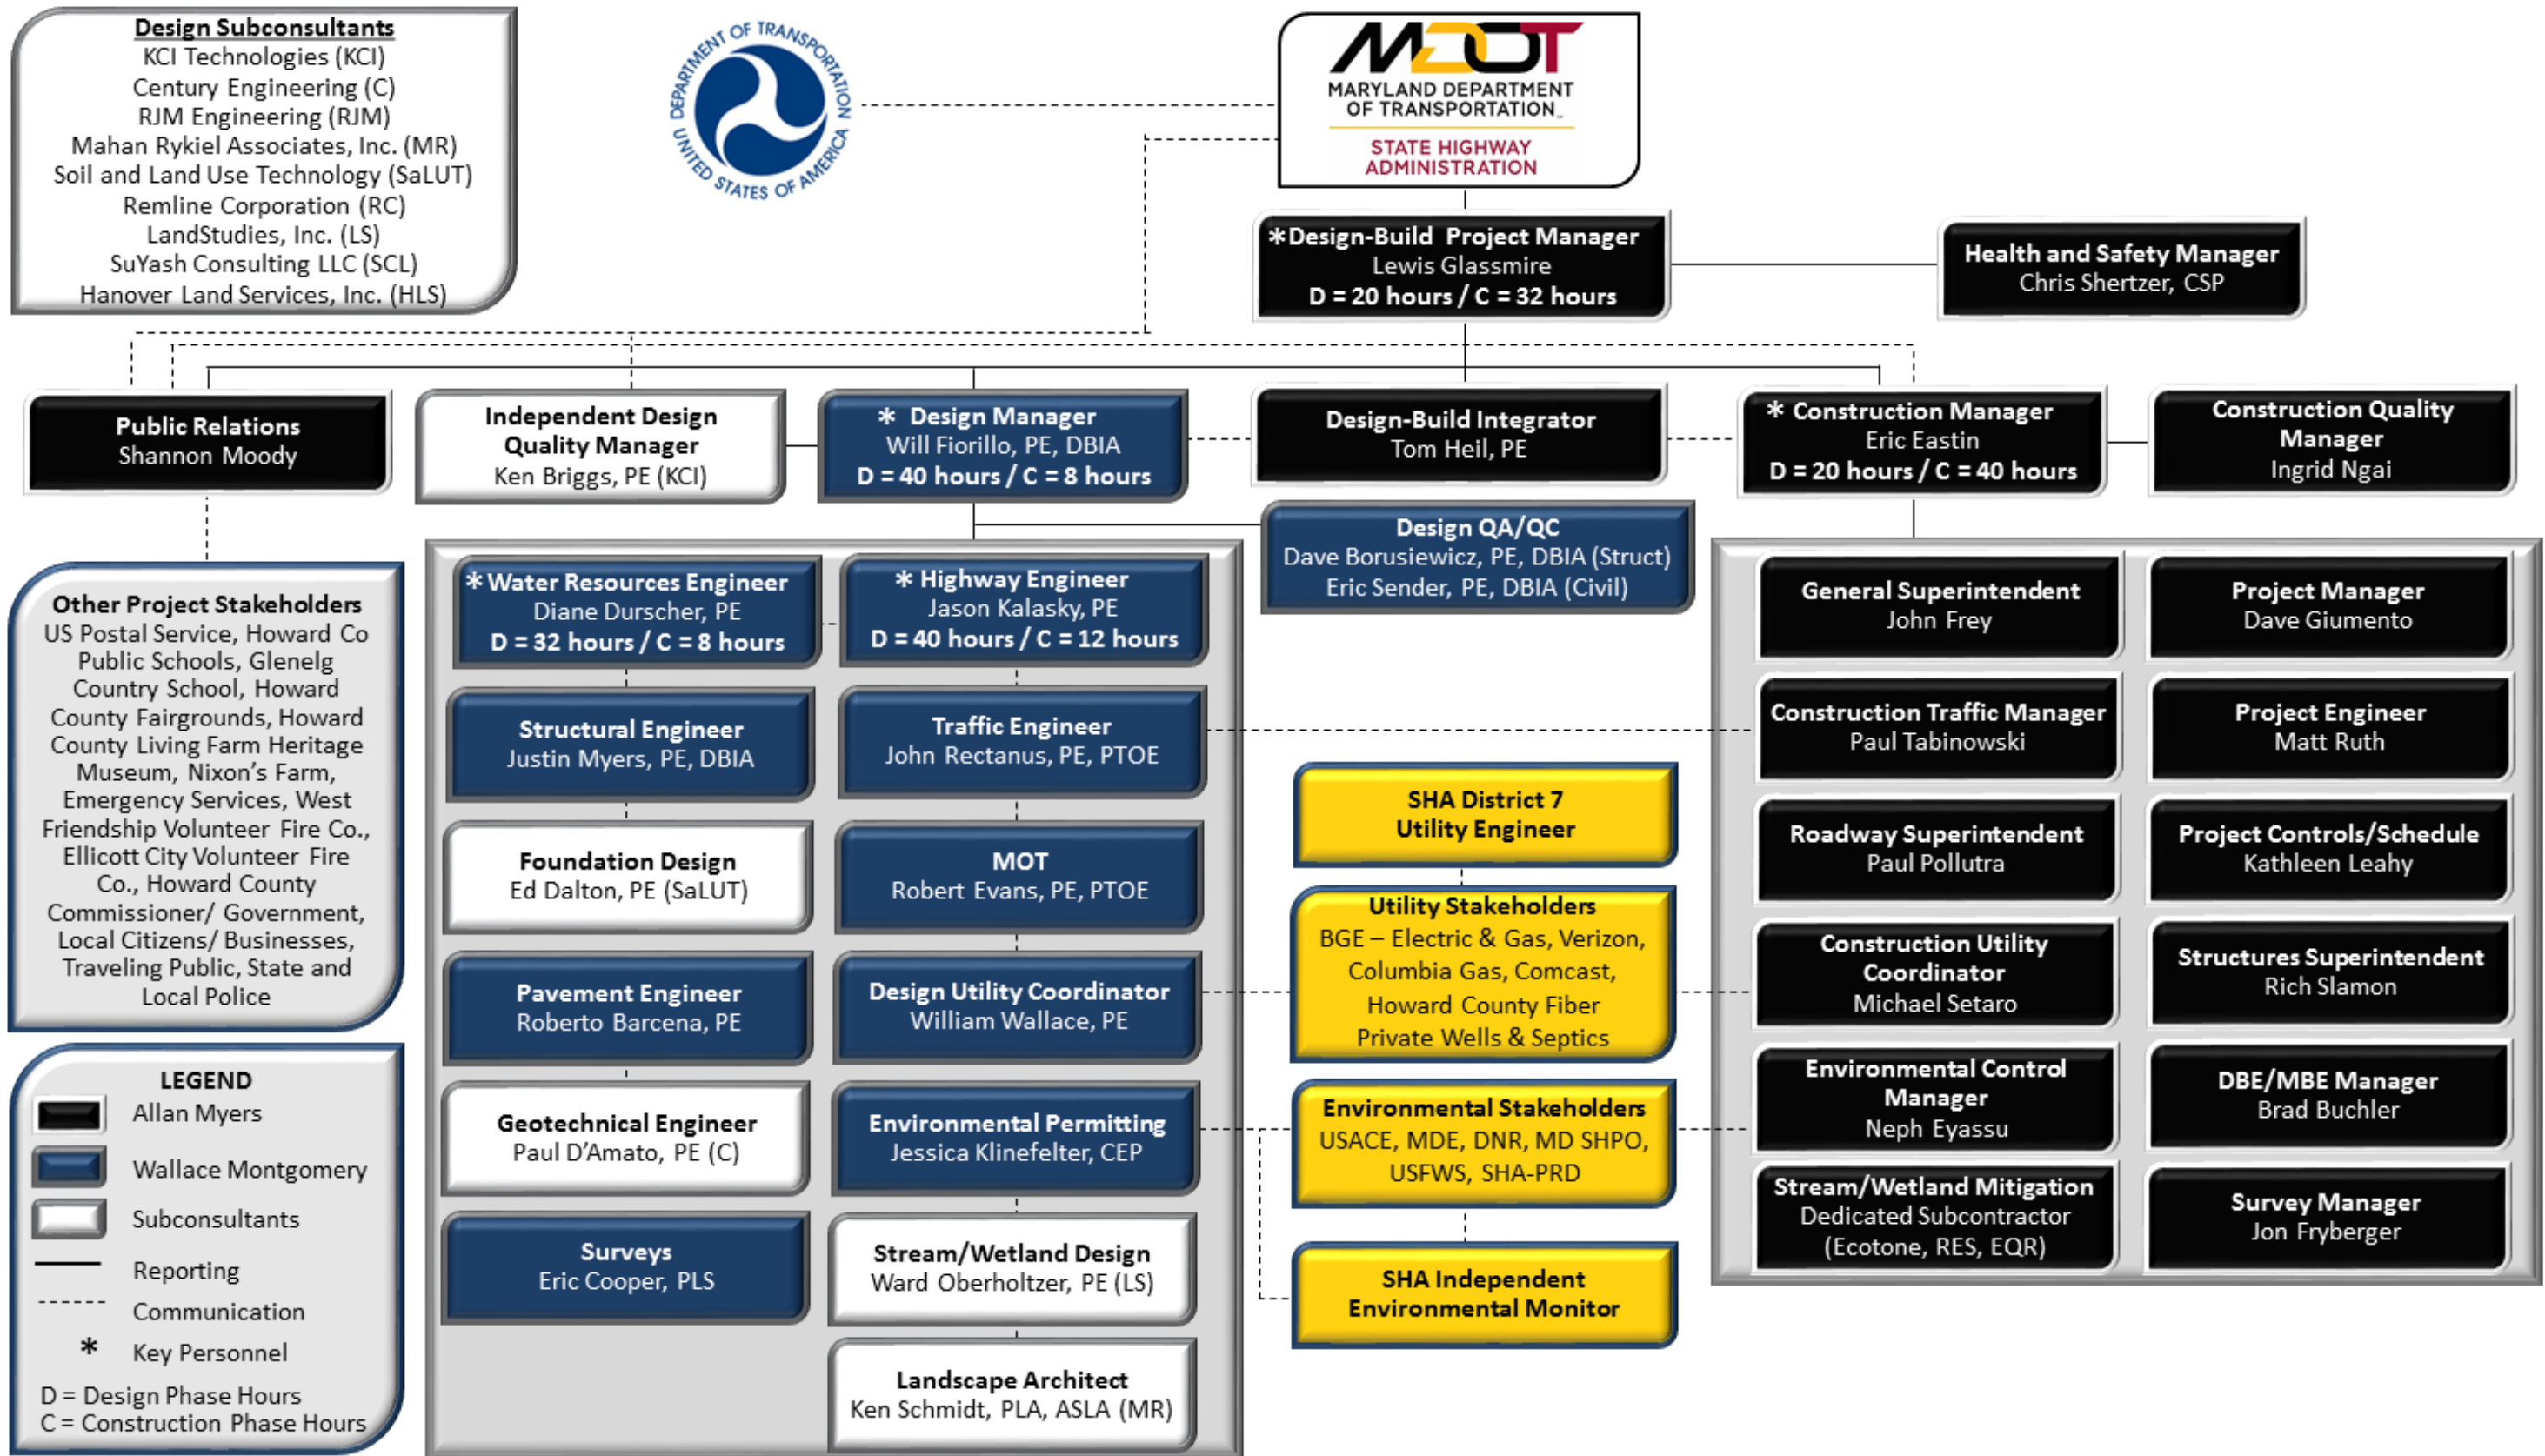 Design Subconsultants
KCI Technologies (KCI)
Century Engineering (C)
RJM Engineering (RJM)
Mahan Rykiel Associates, Inc. (MR)
Soil and Land Use Technology (SaLUT)
Remline Corporation (RC)
LandStudies, Inc. (LS)
SuYash Consulting LLC (SCL)
Hanover Land Services, Inc. (HLS)
DEPARTMENT OF TRANSPORTATION
UNITED STATES OF AMERICA
MDOT
MARYLAND DEPARTMENT
OF TRANSPORTATION
STATE HIGHWAY
ADMINISTRATION
*Design-Build Project Manager
Lewis Glassmire
D = 20 hours / C = 32 hours
Health and Safety Manager
Chris Shertzer, CSP
Public Relations
Shannon Moody
Independent Design
Quality Manager
Ken Briggs, PE (KCI)
* Design Manager
Will Fiorillo, PE, DBIA
D = 40 hours / C = 8 hours
Design-Build Integrator
Tom Heil, PE
* Construction Manager
Eric Eastin
D = 20 hours / C = 40 hours
Construction Quality
Manager
Ingrid Ngai
Design QA/QC
Dave Borusiewicz, PE, DBIA (Struct)
Eric Sender, PE, DBIA (Civil)
Other Project Stakeholders
US Postal Service, Howard Co
Public Schools, Glenelg
Country School, Howard
County Fairgrounds, Howard
County Living Farm Heritage
Museum, Nixon's Farm,
Emergency Services, West
Friendship Volunteer Fire Co.,
Ellicott City Volunteer Fire
Co., Howard County
Commissioner/ Government,
Local Citizens/ Businesses,
Traveling Public, State and
Local Police
LEGEND
Allan Myers
Wallace Montgomery
Subconsultants
Reporting
Communication
* Key Personnel
D = Design Phase Hours
C = Construction Phase Hours
*Water Resources Engineer
Diane Durscher, PE
D = 32 hours / C = 8 hours
Structural Engineer
Justin Myers, PE, DBIA
Foundation Design
Ed Dalton, PE (SaLUT)
Pavement Engineer
Roberto Barcena, PE
Geotechnical Engineer
Paul D'Amato, PE (C)
Surveys
Eric Cooper, PLS
* Highway Engineer
Jason Kalasky, PE
D = 40 hours / C = 12 hours
Traffic Engineer
John Rectanus, PE, PTOE
MOT
Robert Evans, PE, PTOE
Design Utility Coordinator
William Wallace, PE
Environmental Permitting
Jessica Klinefelter, CEP
Stream/Wetland Design
Ward Oberholtzer, PE (LS)
Landscape Architect
Ken Schmidt, PLA, ASLA (MR)
SHA District 7
Utility Engineer
Utility Stakeholders
BGE – Electric & Gas, Verizon,
Columbia Gas, Comcast,
Howard County Fiber
Private Wells & Septics
Environmental Stakeholders
USACE, MDE, DNR, MD SHPO,
USFWS, SHA-PRD
SHA Independent
Environmental Monitor
General Superintendent
John Frey
Construction Traffic Manager
Paul Tabinowski
Roadway Superintendent
Paul Pollutra
Construction Utility
Coordinator
Michael Setaro
Environmental Control
Manager
Neph Eyassu
Stream/Wetland Mitigation
Dedicated Subcontractor
(Ecotone, RES, EQR)
Project Manager
Dave Giumento
Project Engineer
Matt Ruth
Project Controls/Schedule
Kathleen Leahy
Structures Superintendent
Rich Slamon
DBE/MBE Manager
Brad Buchler
Survey Manager
Jon Fryberger